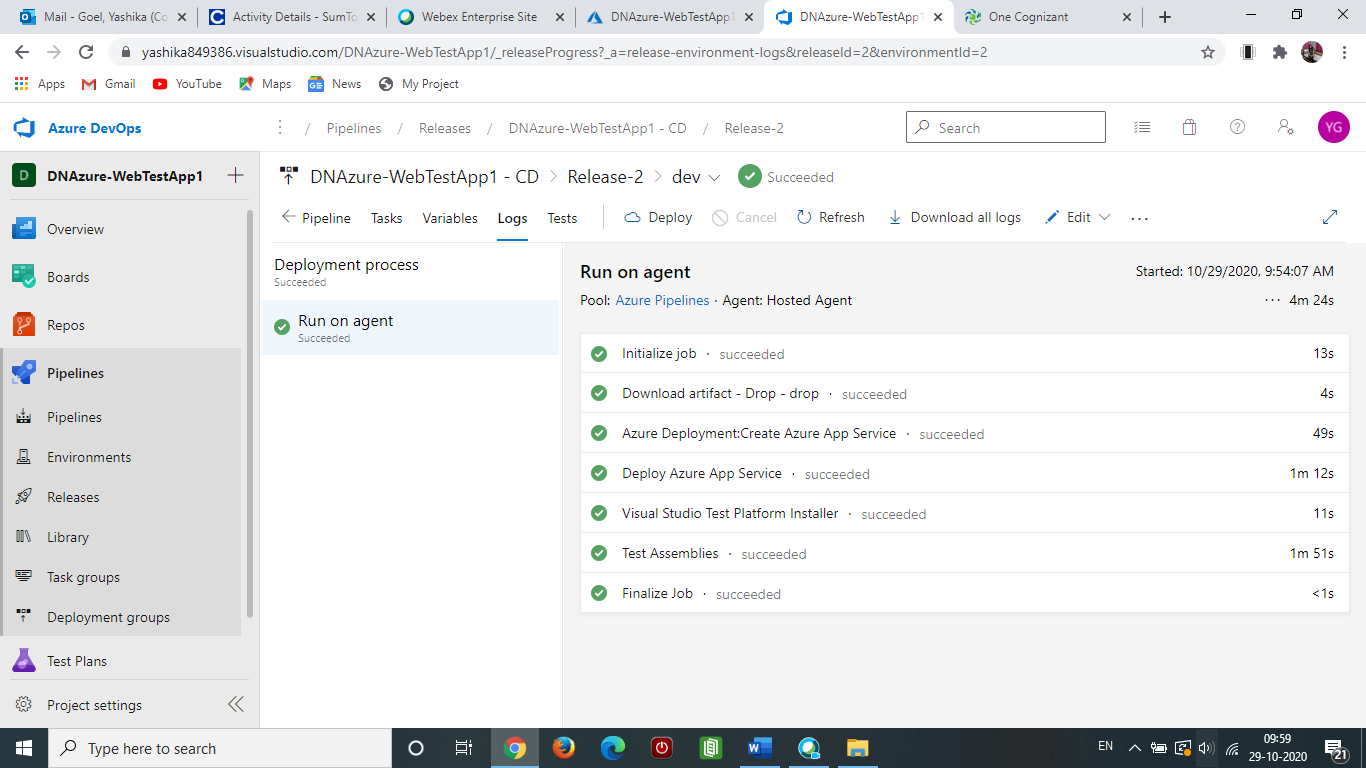 Mail - Goel, Yashika (Co
Activity Details - SumTo
Webex Enterprise Site
DNAzure-WebTestApp1
DNAzure-WebTestApp1
One Cognizant
yashika849386.visualstudio.com/DNAzure-WebTestApp1/_releaseProgress?_a=release-environment-logs&releaseId=2&environmentId=2
Apps
Gmail
YouTube
Maps
News
My Project
Azure DevOps
/ Pipelines / Releases / DNAzure-WebTestApp1 - CD / Release-2
Search
YG
D
DNAzure-WebTestApp1
Overview
Boards
Repos
Pipelines
Pipelines
Environments
Releases
Library
Task groups
Deployment groups
Test Plans
Project settings
DNAzure-WebTestApp1 - CD > Release-2 > dev
Succeeded
Pipeline
Tasks
Variables
Logs
Tests
Deploy
Cancel
Refresh
Download all logs
Edit
Deployment process
Succeeded
Run on agent
Succeeded
Run on agent
Started: 10/29/2020, 9:54:07 AM
Pool: Azure Pipelines · Agent: Hosted Agent
··· 4m 24s
Initialize job · succeeded 13s
Download artifact - Drop - drop · succeeded 4s
Azure Deployment:Create Azure App Service · succeeded 49s
Deploy Azure App Service · succeeded 1m 12s
Visual Studio Test Platform Installer · succeeded 11s
Test Assemblies · succeeded 1m 51s
Finalize Job · succeeded <1s
Type here to search
EN
09:59
29-10-2020
21